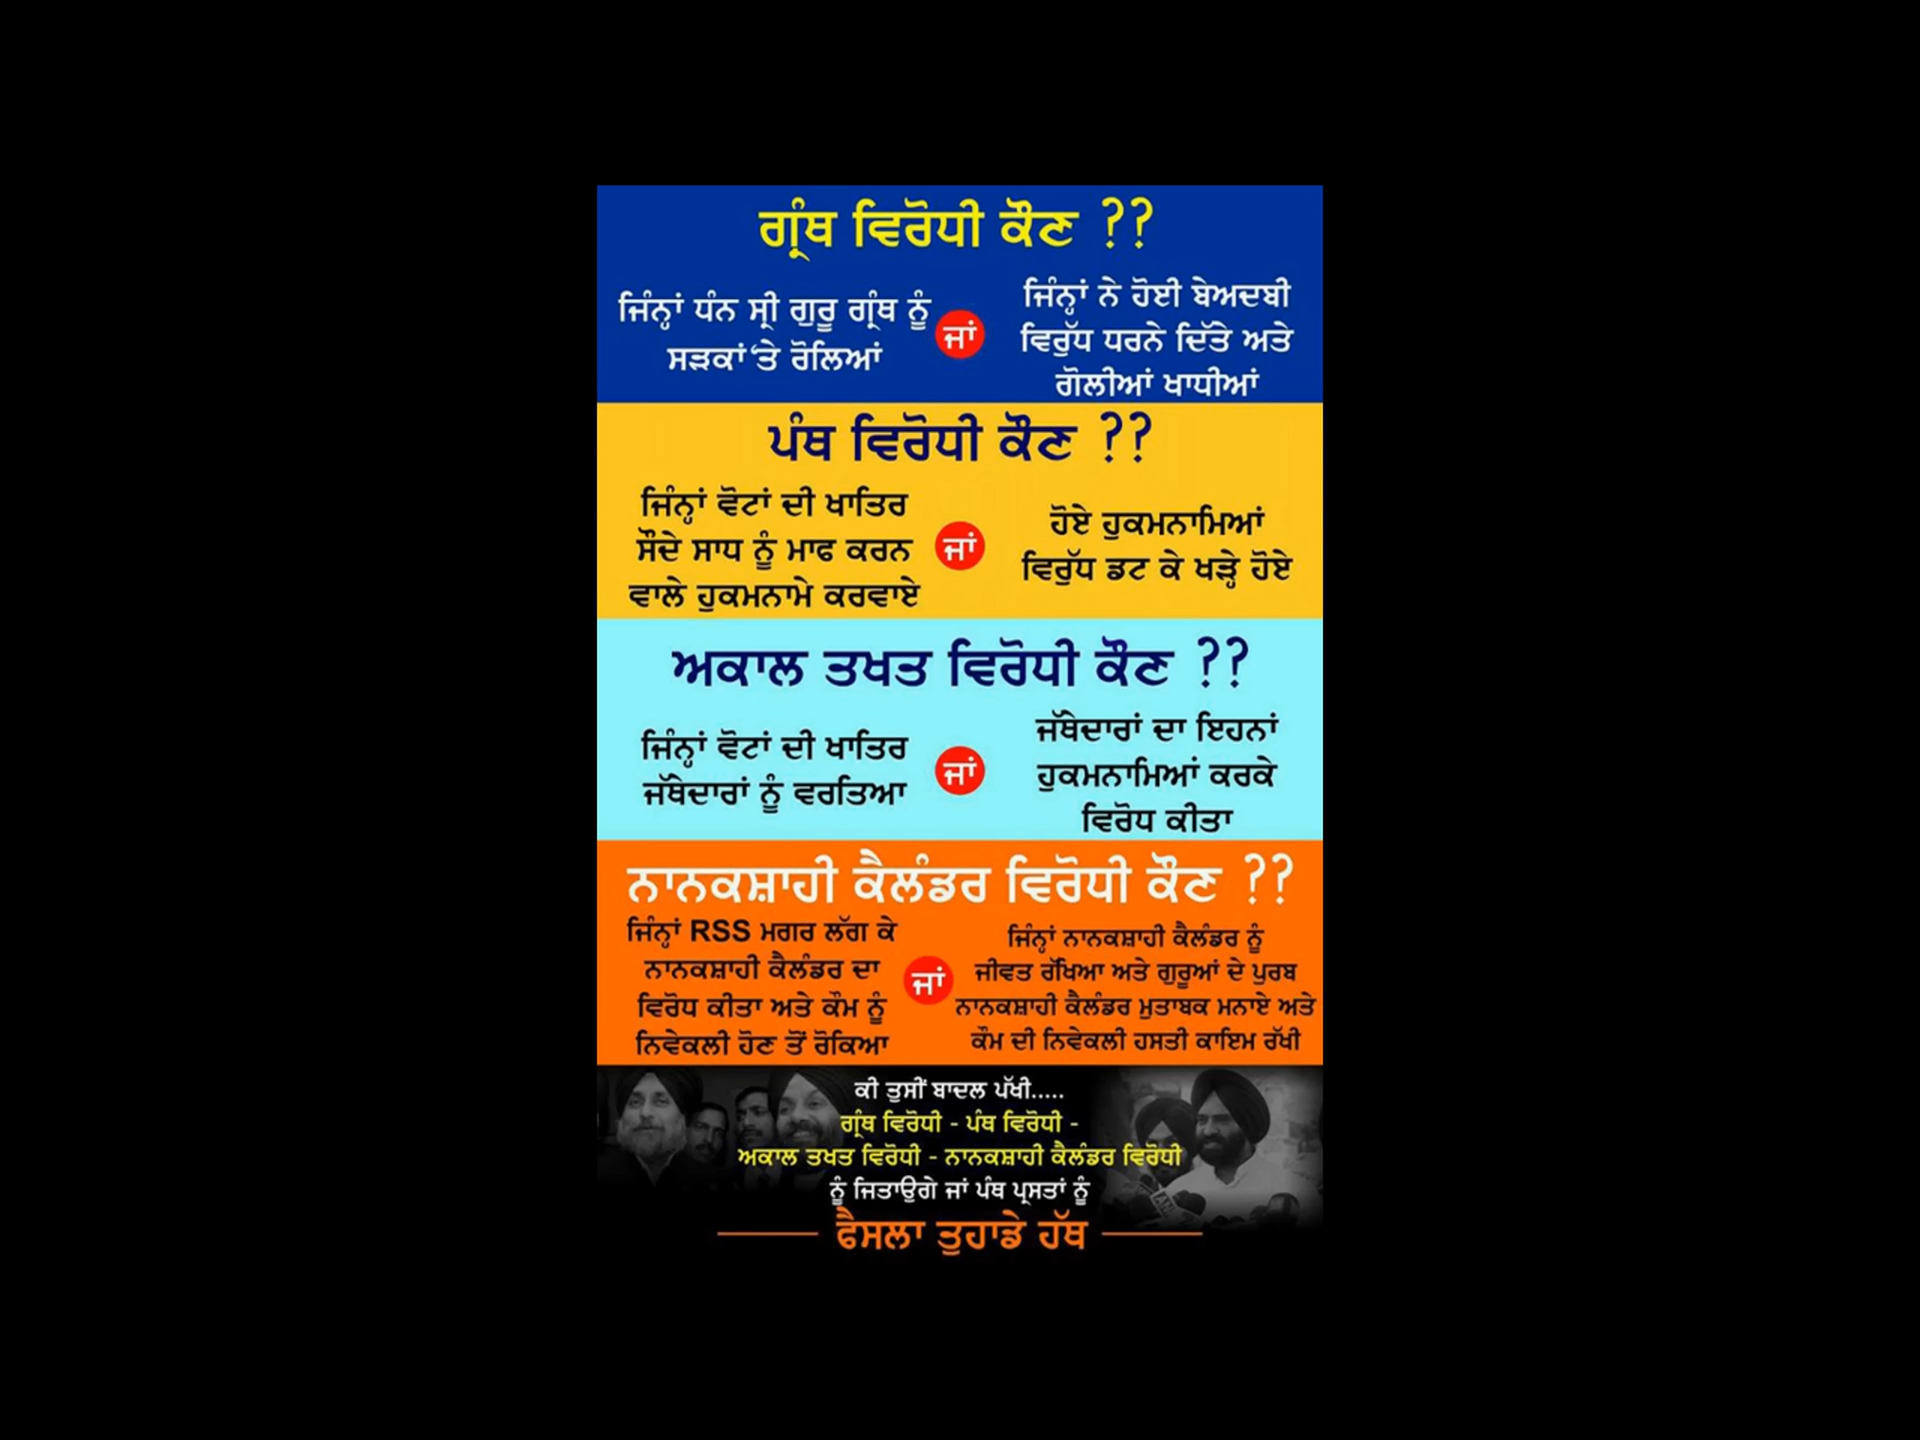 ਗ੍ਰੰਥ ਵਿਰੋਧੀ ਕੌਣ ??
ਜਿੰਨ੍ਹਾਂ ਧੰਨ ਸ੍ਰੀ ਗੁਰੂ ਗ੍ਰੰਥ ਨੂੰ
ਸੜਕਾਂ 'ਤੇ ਰੋਲਿਆਂ
ਜਾਂ
ਜਿੰਨ੍ਹਾਂ ਨੇ ਹੋਈ ਬੇਅਦਬੀ
ਵਿਰੁੱਧ ਧਰਨੇ ਦਿੱਤੇ ਅਤੇ
ਗੋਲੀਆਂ ਖਾਧੀਆਂ
ਪੰਥ ਵਿਰੋਧੀ ਕੌਣ ??
ਜਿੰਨ੍ਹਾਂ ਵੋਟਾਂ ਦੀ ਖਾਤਿਰ
ਸੌਦੇ ਸਾਧ ਨੂੰ ਮਾਫ ਕਰਨ
ਵਾਲੇ ਹੁਕਮਨਾਮੇ ਕਰਵਾਏ
ਜਾਂ
ਹੋਏ ਹੁਕਮਨਾਮਿਆਂ
ਵਿਰੁੱਧ ਡਟ ਕੇ ਖੜ੍ਹੇ ਹੋਏ
ਅਕਾਲ ਤਖਤ ਵਿਰੋਧੀ ਕੌਣ ??
ਜਿੰਨ੍ਹਾਂ ਵੋਟਾਂ ਦੀ ਖਾਤਿਰ
ਜੱਥੇਦਾਰਾਂ ਨੂੰ ਵਰਤਿਆ
ਜਾਂ
ਜੱਥੇਦਾਰਾਂ ਦਾ ਇਹਨਾਂ
ਹੁਕਮਨਾਮਿਆਂ ਕਰਕੇ
ਵਿਰੋਧ ਕੀਤਾ
ਨਾਨਕਸ਼ਾਹੀ ਕੈਲੰਡਰ ਵਿਰੋਧੀ ਕੌਣ ??
ਜਿੰਨ੍ਹਾਂ RSS ਮਗਰ ਲੱਗ ਕੇ
ਨਾਨਕਸ਼ਾਹੀ ਕੈਲੰਡਰ ਦਾ
ਵਿਰੋਧ ਕੀਤਾ ਅਤੇ ਕੌਮ ਨੂੰ
ਨਿਵੇਕਲੀ ਹੋਣ ਤੋਂ ਰੋਕਿਆ
ਜਾਂ
ਜਿੰਨ੍ਹਾਂ ਨਾਨਕਸ਼ਾਹੀ ਕੈਲੰਡਰ ਨੂੰ
ਜੀਵਤ ਰੱਖਿਆ ਅਤੇ ਗੁਰੂਆਂ ਦੇ ਪੁਰਬ
ਨਾਨਕਸ਼ਾਹੀ ਕੈਲੰਡਰ ਮੁਤਾਬਕ ਮਨਾਏ ਅਤੇ
ਕੌਮ ਦੀ ਨਿਵੇਕਲੀ ਹਸਤੀ ਕਾਇਮ ਰੱਖੀ
ਕੀ ਤੁਸੀਂ ਬਾਦਲ ਪੱਖੀ.....
ਗ੍ਰੰਥ ਵਿਰੋਧੀ - ਪੰਥ ਵਿਰੋਧੀ -
ਅਕਾਲ ਤਖਤ ਵਿਰੋਧੀ - ਨਾਨਕਸ਼ਾਹੀ ਕੈਲੰਡਰ ਵਿਰੋਧੀ
ਨੂੰ ਜਿਤਾਉਗੇ ਜਾਂ ਪੰਥ ਪ੍ਰਸਤਾਂ ਨੂੰ
ਫੈਸਲਾ ਤੁਹਾਡੇ ਹੱਥ